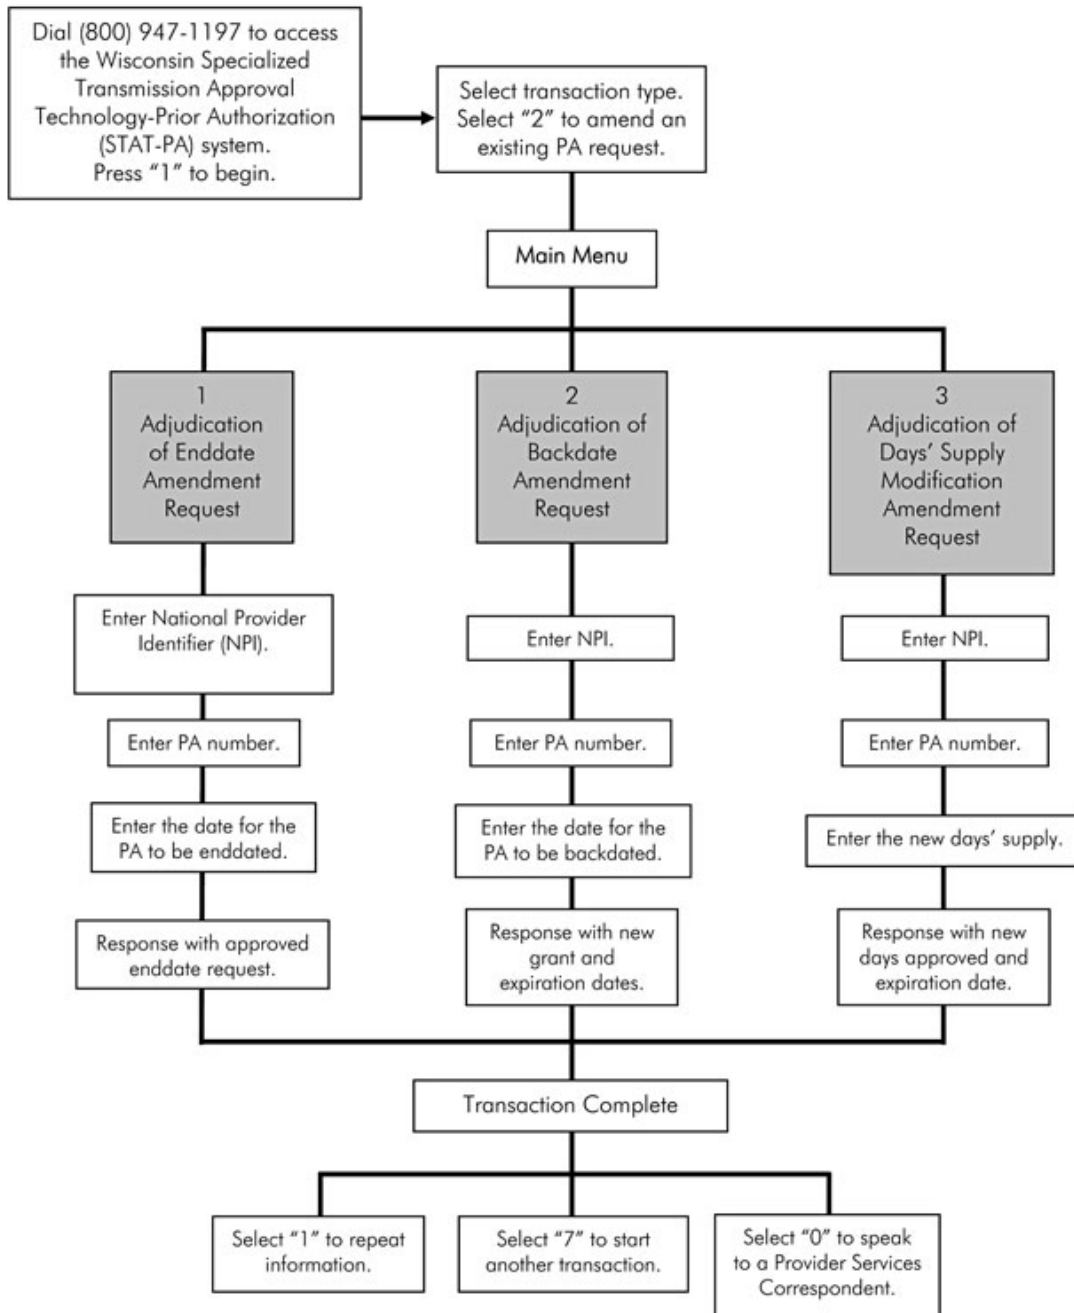 Dial (800) 947-1197 to access
the Wisconsin Specialized
Transmission Approval
Technology-Prior Authorization
(STAT-PA) system.
Press “1” to begin.
Select transaction type.
Select “2” to amend an
existing PA request.
Main Menu
1
Adjudication
of Enddate
Amendment
Request
2
Adjudication of
Backdate
Amendment
Request
3
Adjudication of
Days’ Supply
Modification
Amendment
Request
Enter National Provider
Identifier (NPI).
Enter NPI.
Enter NPI.
Enter PA number.
Enter PA number.
Enter PA number.
Enter the date for the
PA to be enddated.
Enter the date for the
PA to be backdated.
Enter the new days’ supply.
Response with approved
enddate request.
Response with new
grant and
expiration dates.
Response with new
days approved and
expiration date.
Transaction Complete
Select “1” to repeat
information.
Select “7” to start
another transaction.
Select “0” to speak
to a Provider Services
Correspondent.